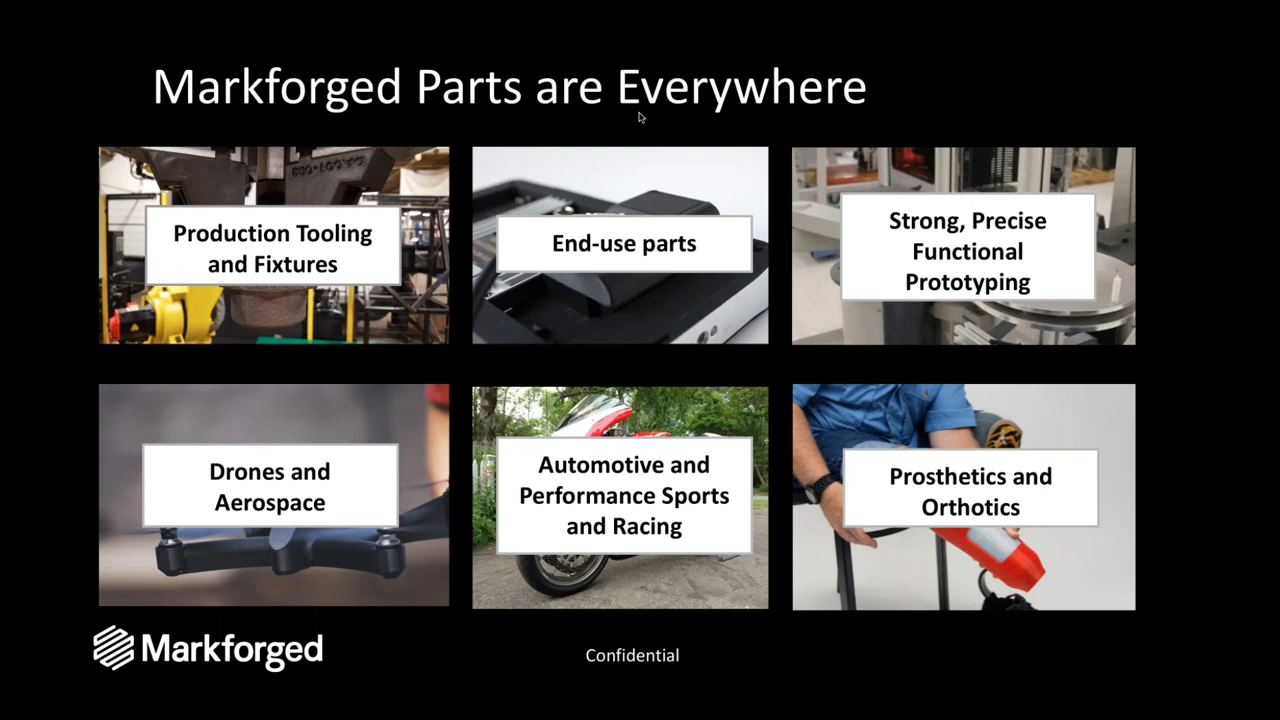 Markforged Parts are Everywhere
Production Tooling
and Fixtures
End-use parts
Strong, Precise
Functional
Prototyping
Drones and
Aerospace
Automotive and
Performance Sports
and Racing
Prosthetics and
Orthotics
Markforged
Confidential